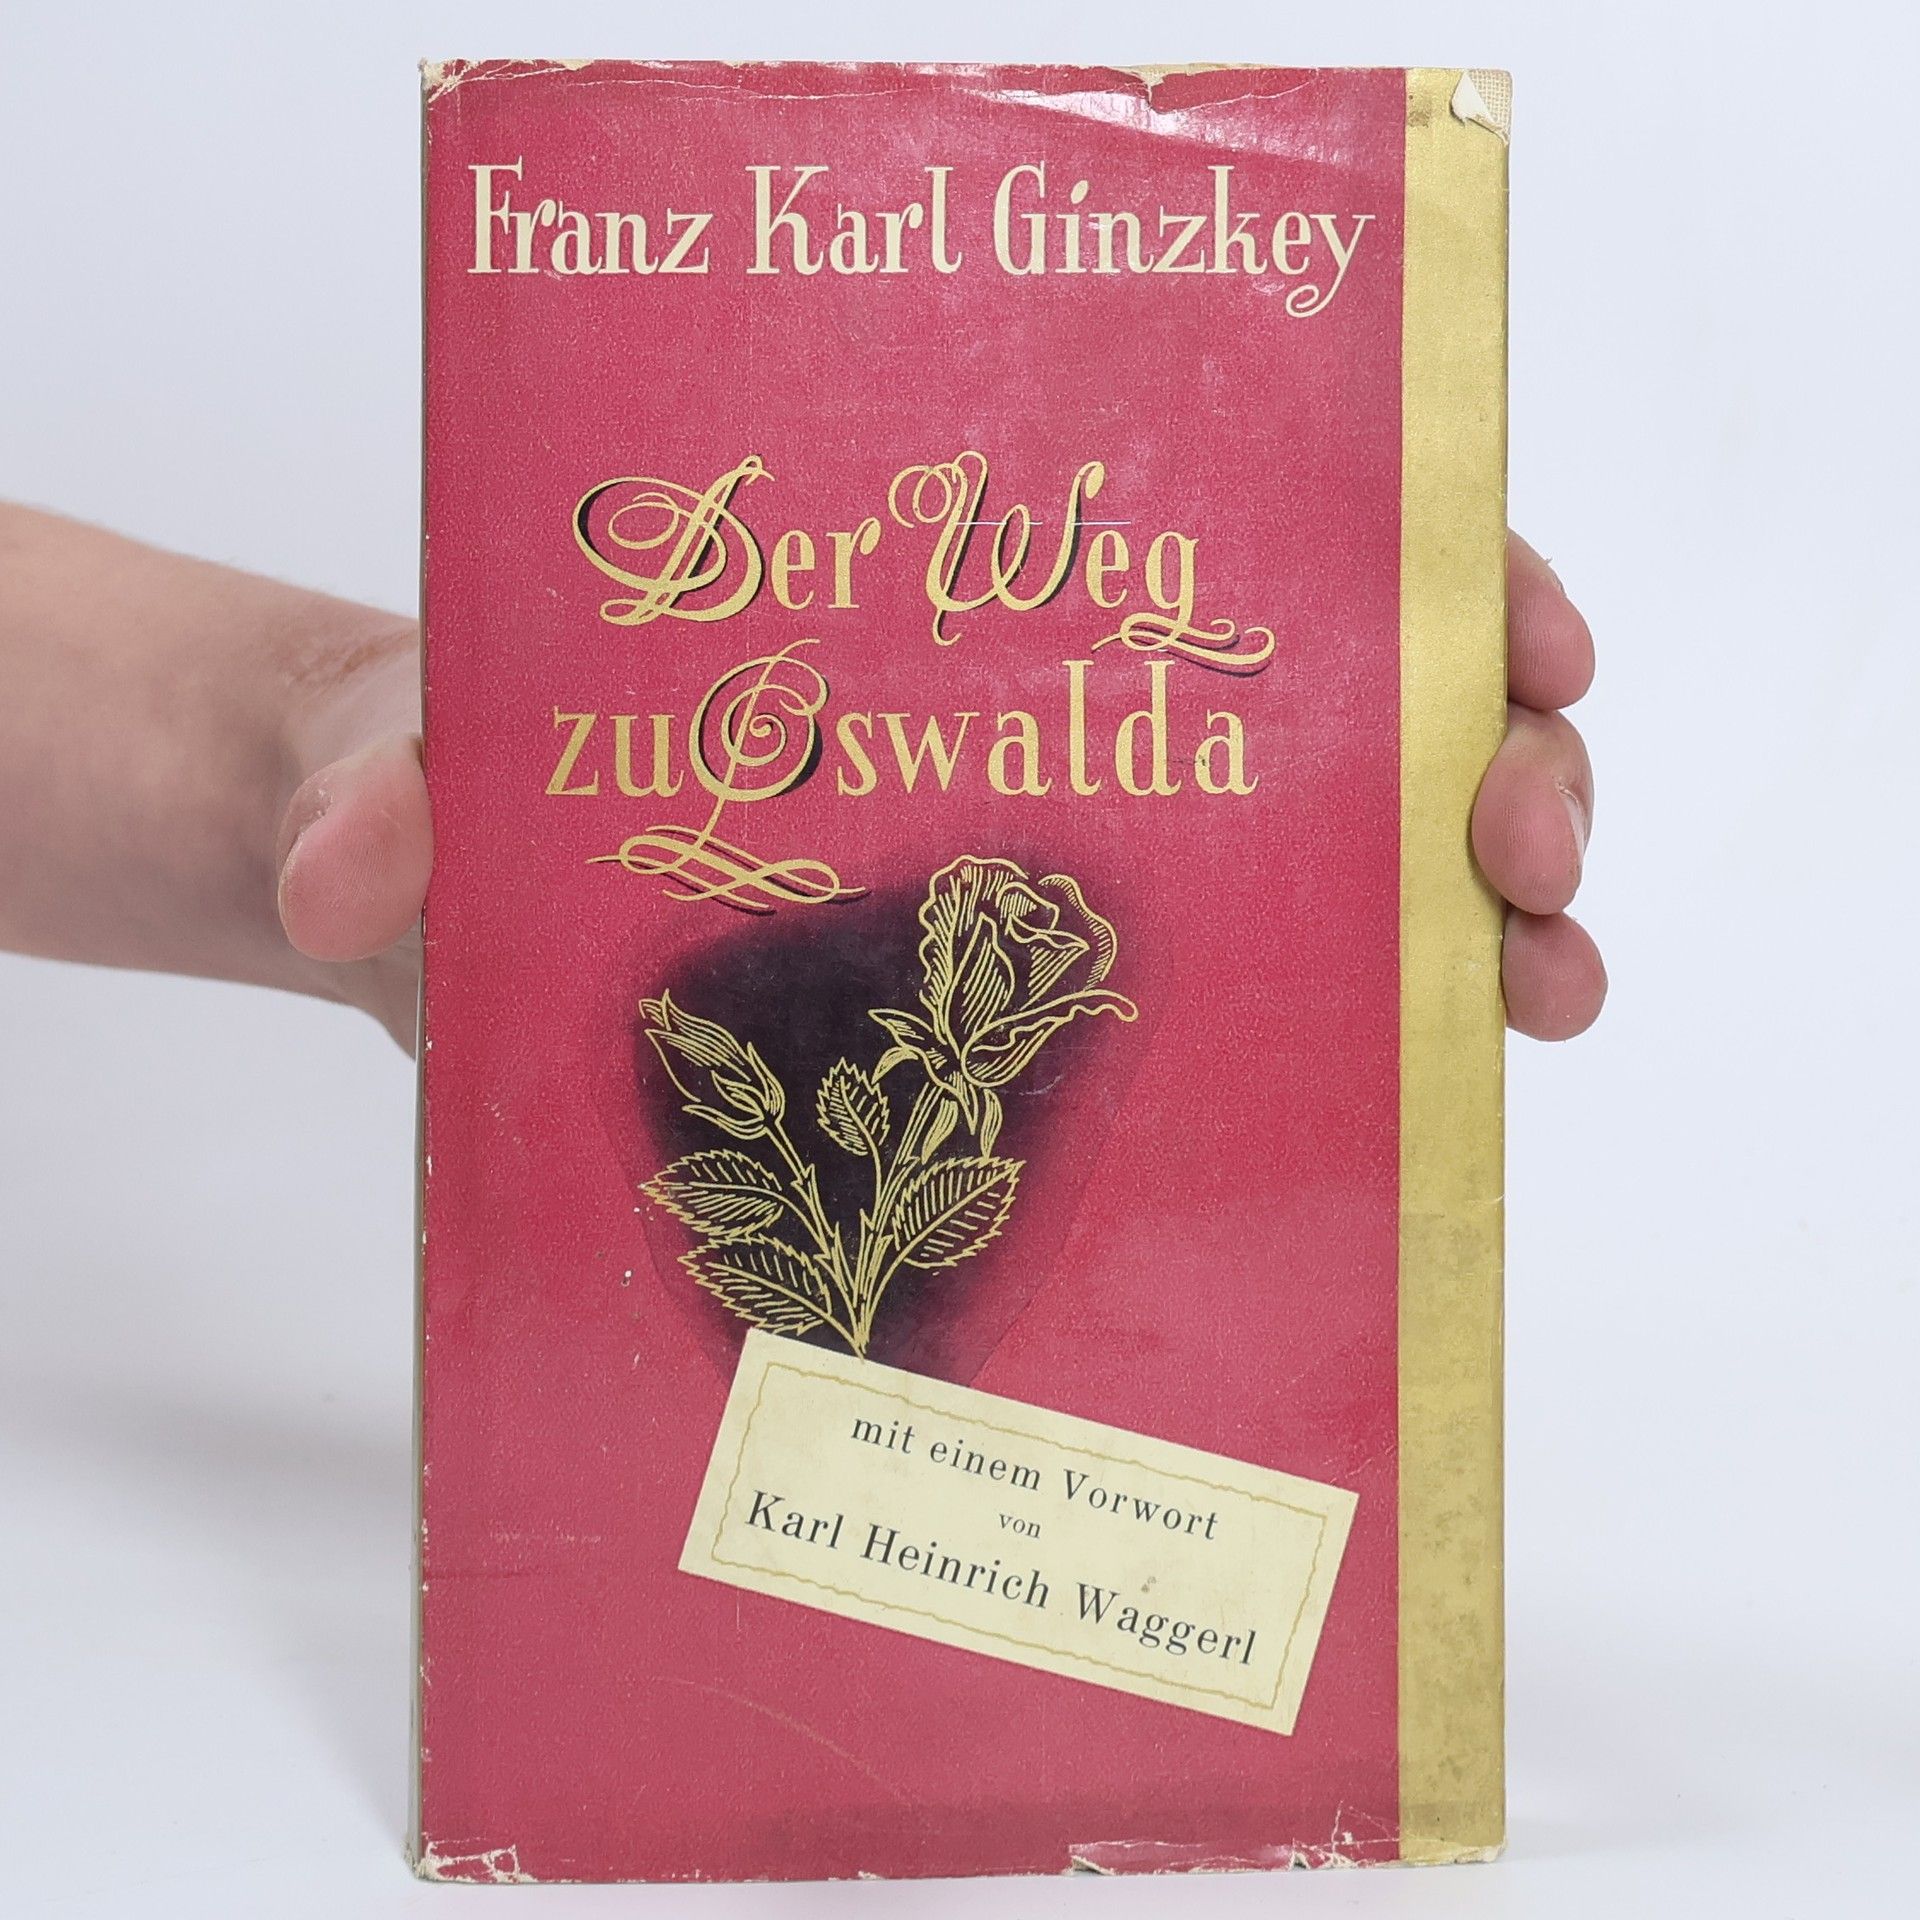 Franz Karl Ginzkey
Der Weg
zu Oswalda
mit einem Vorwort
von
Karl Heinrich Waggerl